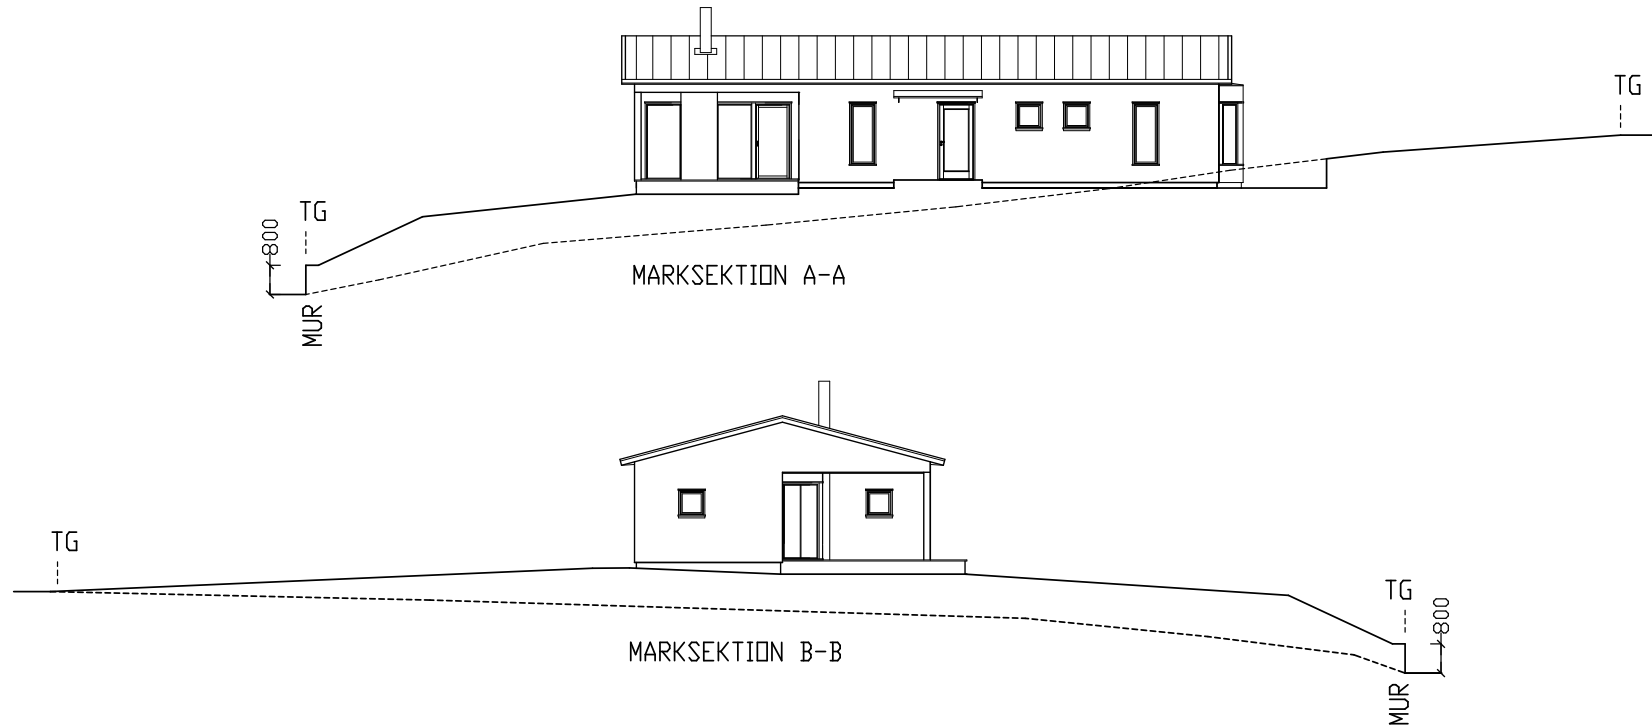 TG
TG
800
MARKSEKTION A-A
MUR
TG
TG
800
MARKSEKTION B-B
MUR